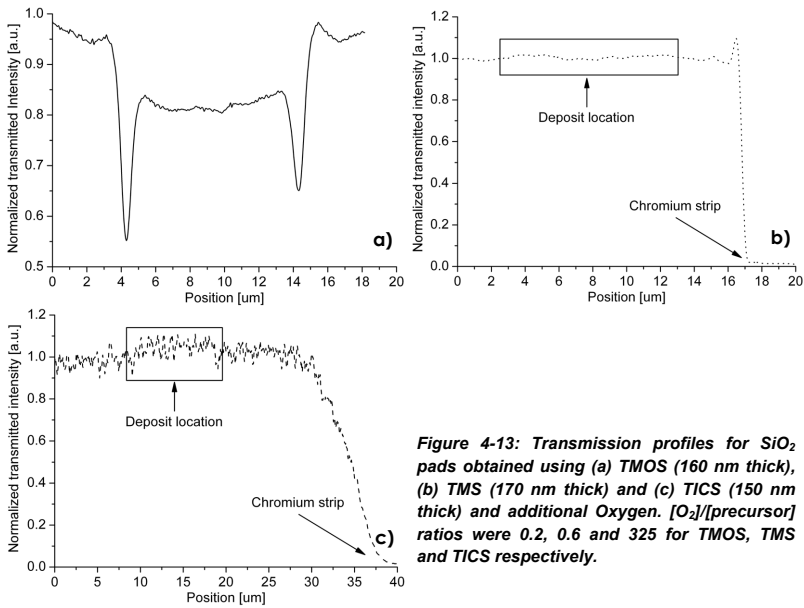 1.0
0.9
0.8
0.7
0.6
0.5
0 2 4 6 8 10 12 14 16 18 20
Normalized transmitted Intensity [a.u.]
Position [um]
a)
1.2
1.0
0.8
0.6
0.4
0.2
0.0
0 2 4 6 8 10 12 14 16 18 20
Normalized transmitted intensity [a.u.]
Position [um]
Deposit location
Chromium strip
b)
1.2
1.0
0.8
0.6
0.4
0.2
0.0
0 5 10 15 20 25 30 35 40
Normalized transmitted intensity [a.u.]
Position [um]
Deposit location
Chromium strip
c)
Figure 4-13: Transmission profiles for SiO₂
pads obtained using (a) TMOS (160 nm thick),
(b) TMS (170 nm thick) and (c) TICS (150 nm
thick) and additional Oxygen. [O₂]/[precursor]
ratios were 0.2, 0.6 and 325 for TMOS, TMS
and TICS respectively.